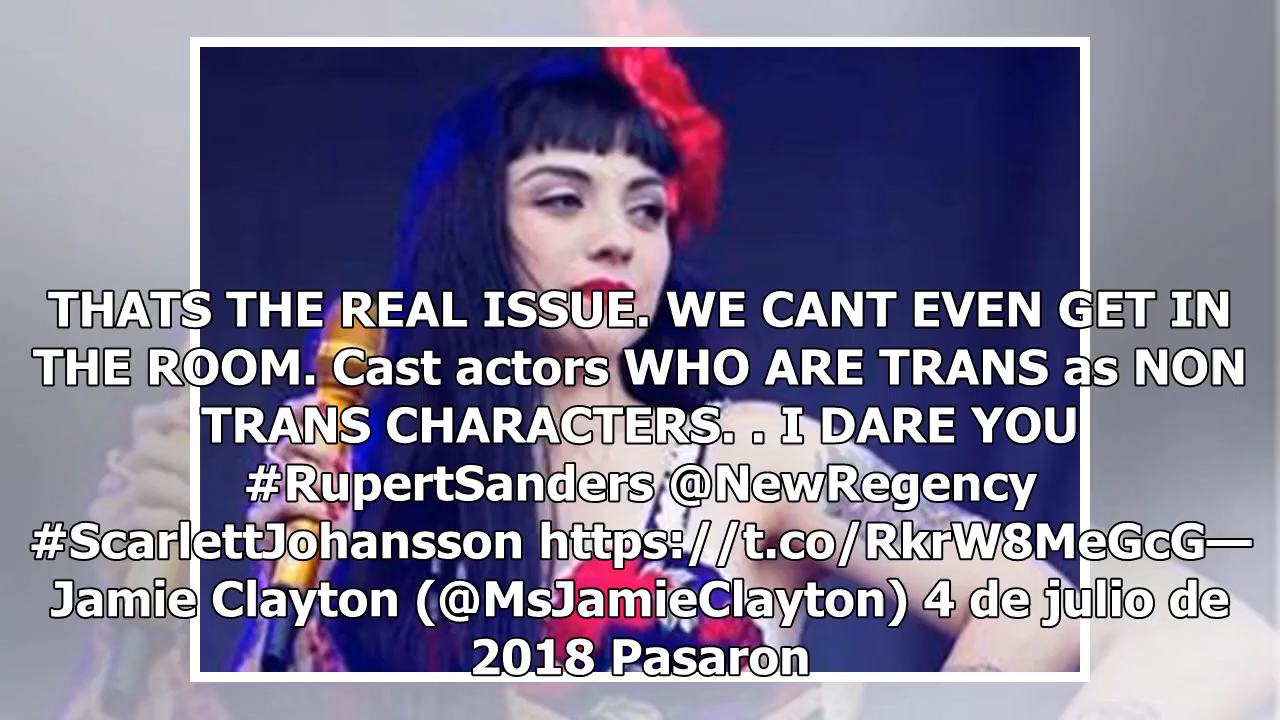 THATS THE REAL ISSUE. WE CANT EVEN GET IN
THE ROOM. Cast actors WHO ARE TRANS as NON
TRANS CHARACTERS. . I DARE YOU
#RupertSanders @NewRegency
#ScarlettJohansson https://t.co/RkrW8MeGcG—
Jamie Clayton (@MsJamieClayton) 4 de julio de
2018 Pasaron